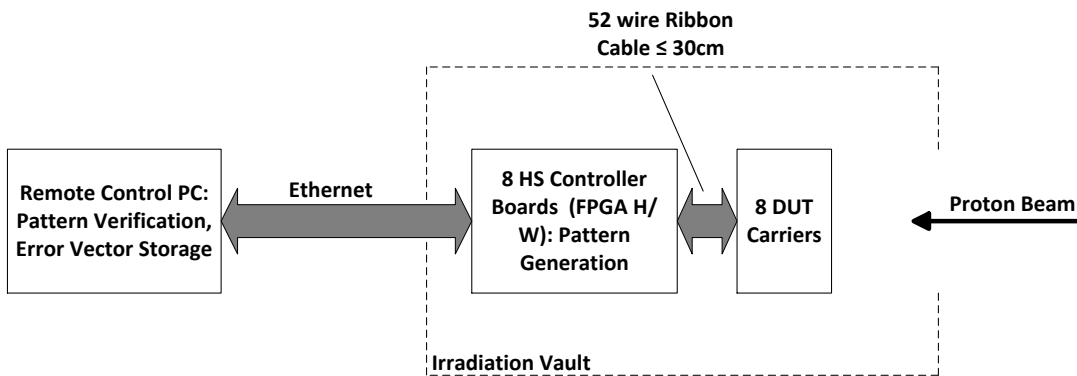 52 wire Ribbon
Cable ≤ 30cm
Remote Control PC:
Pattern Verification,
Error Vector Storage
Ethernet
8 HS Controller
Boards (FPGA H/
W): Pattern
Generation
8 DUT
Carriers
Proton Beam
Irradiation Vault